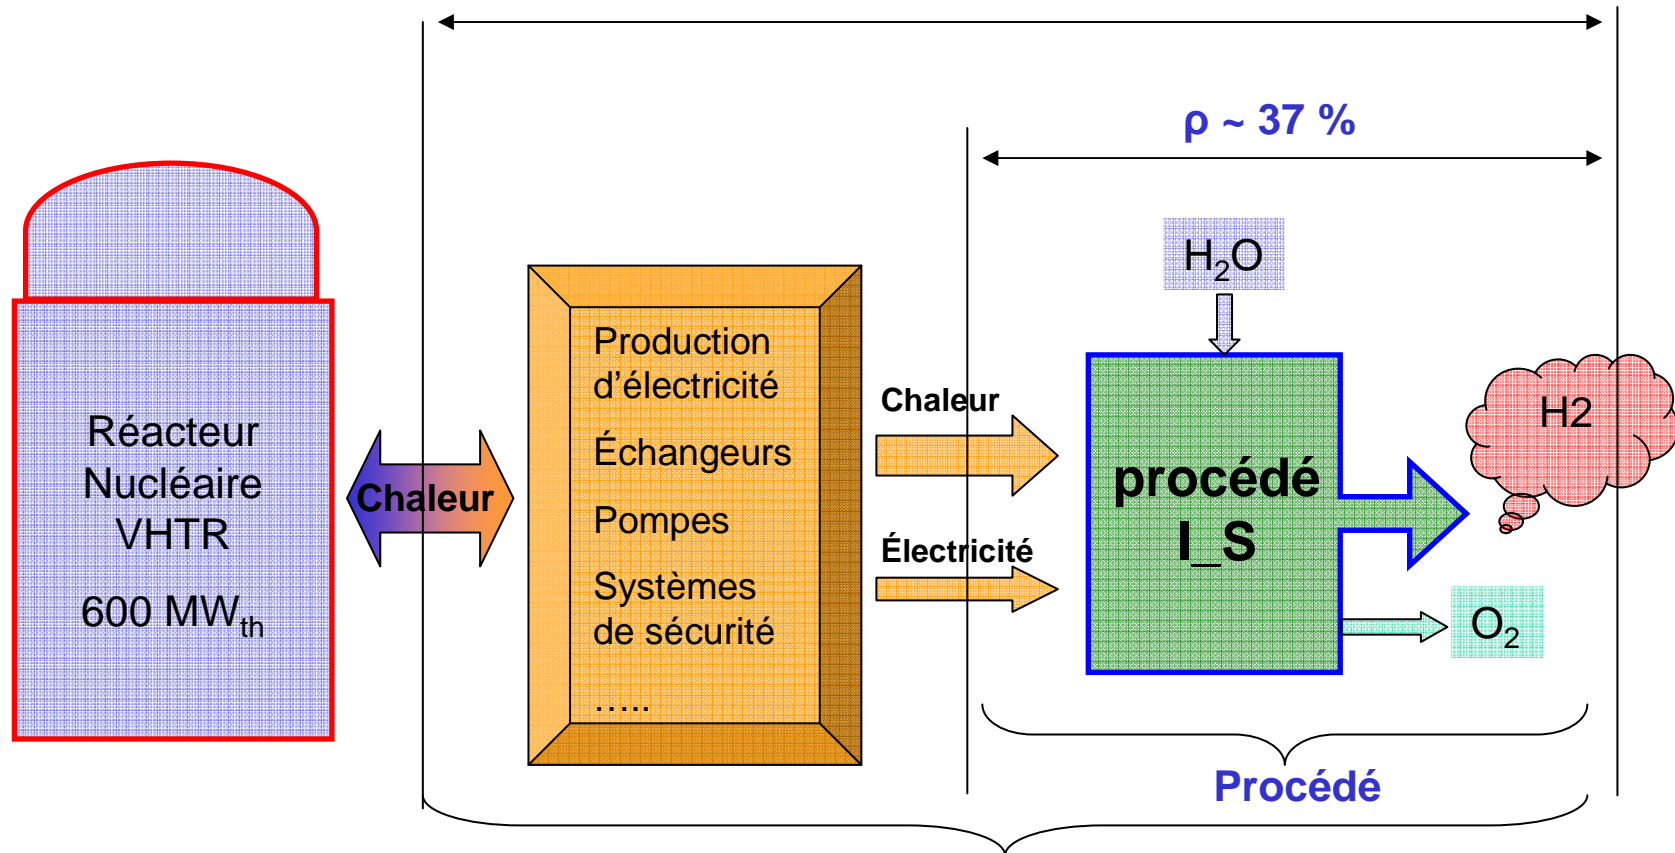 ρ ~ 37 %
H₂O
Production
d'électricité
Échangeurs
Pompes
Systèmes
de sécurité
…..
Réacteur
Nucléaire
VHTR
600 MWth
Chaleur
Chaleur
Électricité
procédé
I_S
H2
O₂
Procédé